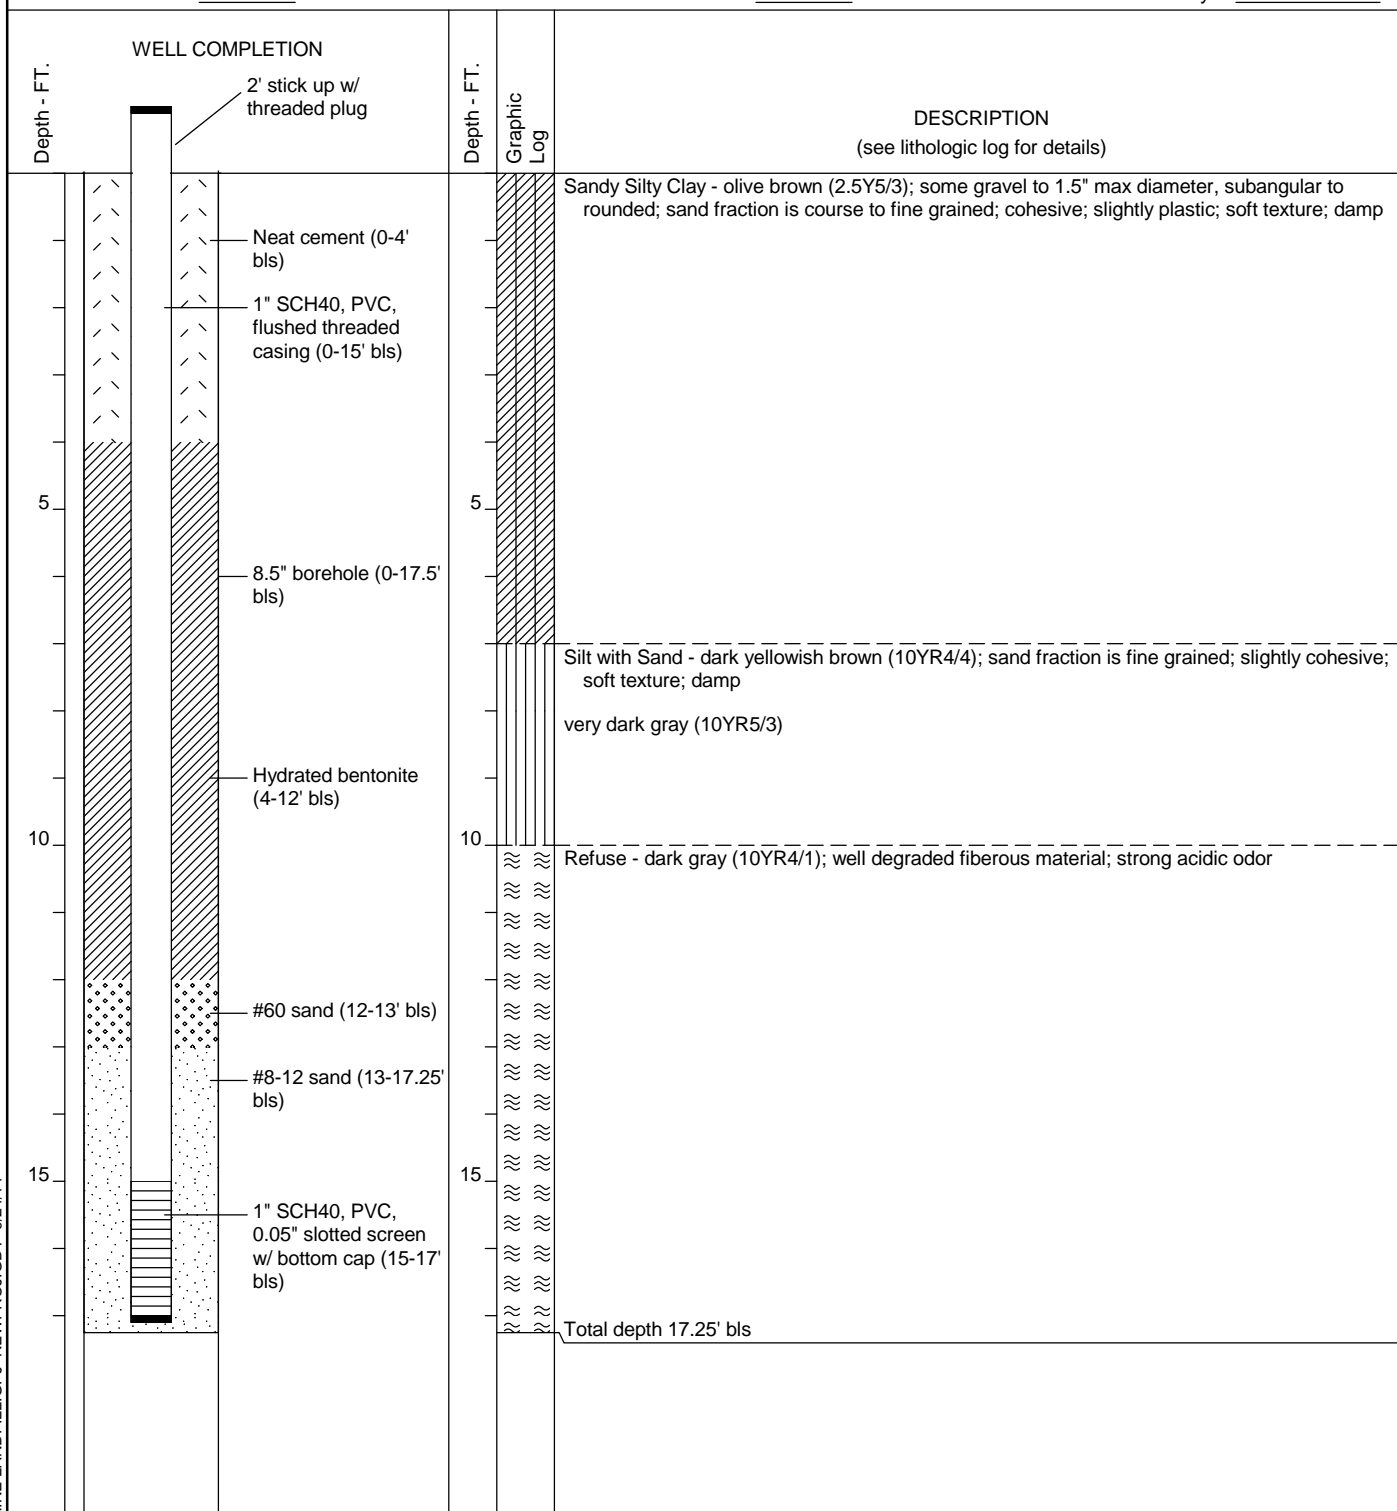 WELL COMPLETION
Depth - FT.
2' stick up w/
threaded plug
Neat cement (0-4'
bls)
1" SCH40, PVC,
flushed threaded
casing (0-15' bls)
5
8.5" borehole (0-17.5'
bls)
Hydrated bentonite
(4-12' bls)
10
#60 sand (12-13' bls)
#8-12 sand (13-17.25'
bls)
15
1" SCH40, PVC,
0.05" slotted screen
w/ bottom cap (15-17'
bls)
Depth - FT.
5
10
15
Graphic
Log
DESCRIPTION
(see lithologic log for details)
Sandy Silty Clay - olive brown (2.5Y5/3); some gravel to 1.5" max diameter, subangular to
rounded; sand fraction is course to fine grained; cohesive; slightly plastic; soft texture; damp
Silt with Sand - dark yellowish brown (10YR4/4); sand fraction is fine grained; slightly cohesive;
soft texture; damp
very dark gray (10YR5/3)
Refuse - dark gray (10YR4/1); well degraded fiberous material; strong acidic odor
Total depth 17.25' bls